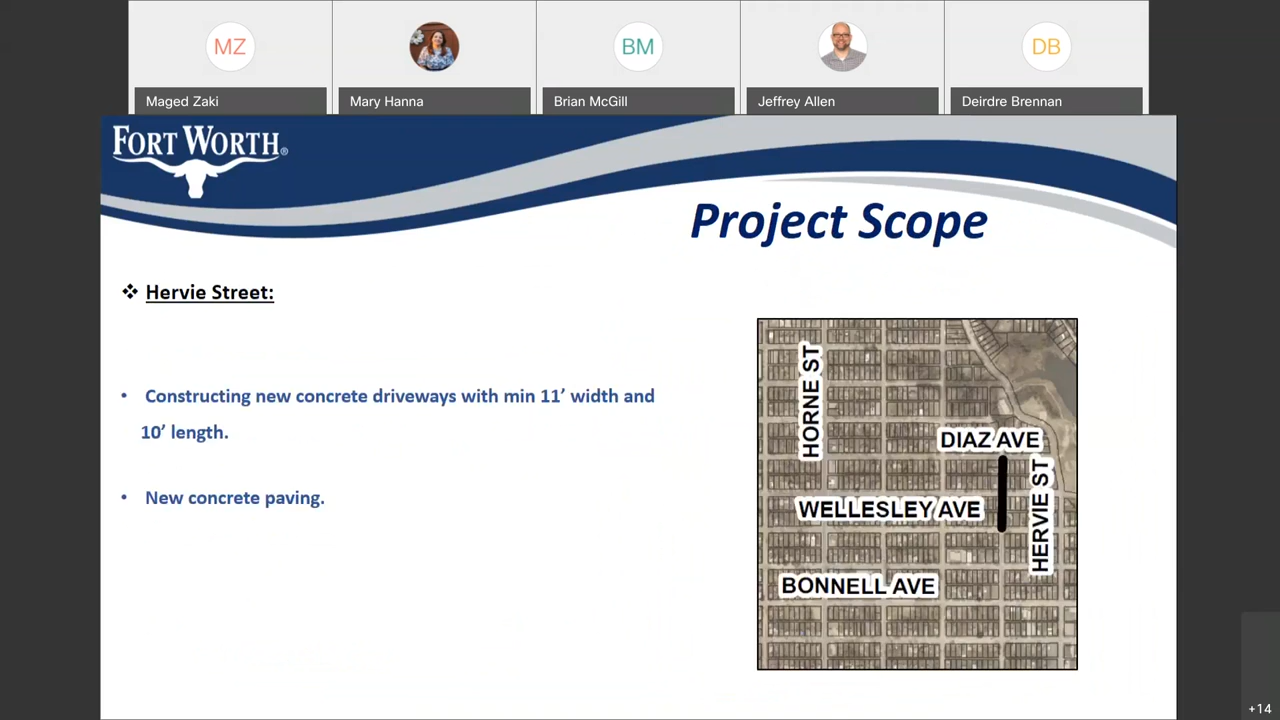 MZ
BM
DB
Maged Zaki
Mary Hanna
Brian McGill
Jeffrey Allen
Deirdre Brennan
FORT WORTH®
Project Scope
❖ Hervie Street:
• Constructing new concrete driveways with min 11’ width and
10’ length.
• New concrete paving.
HORNE ST
DIAZ AVE
WELLESLEY AVE
HERVIE ST
BONNELL AVE
+14